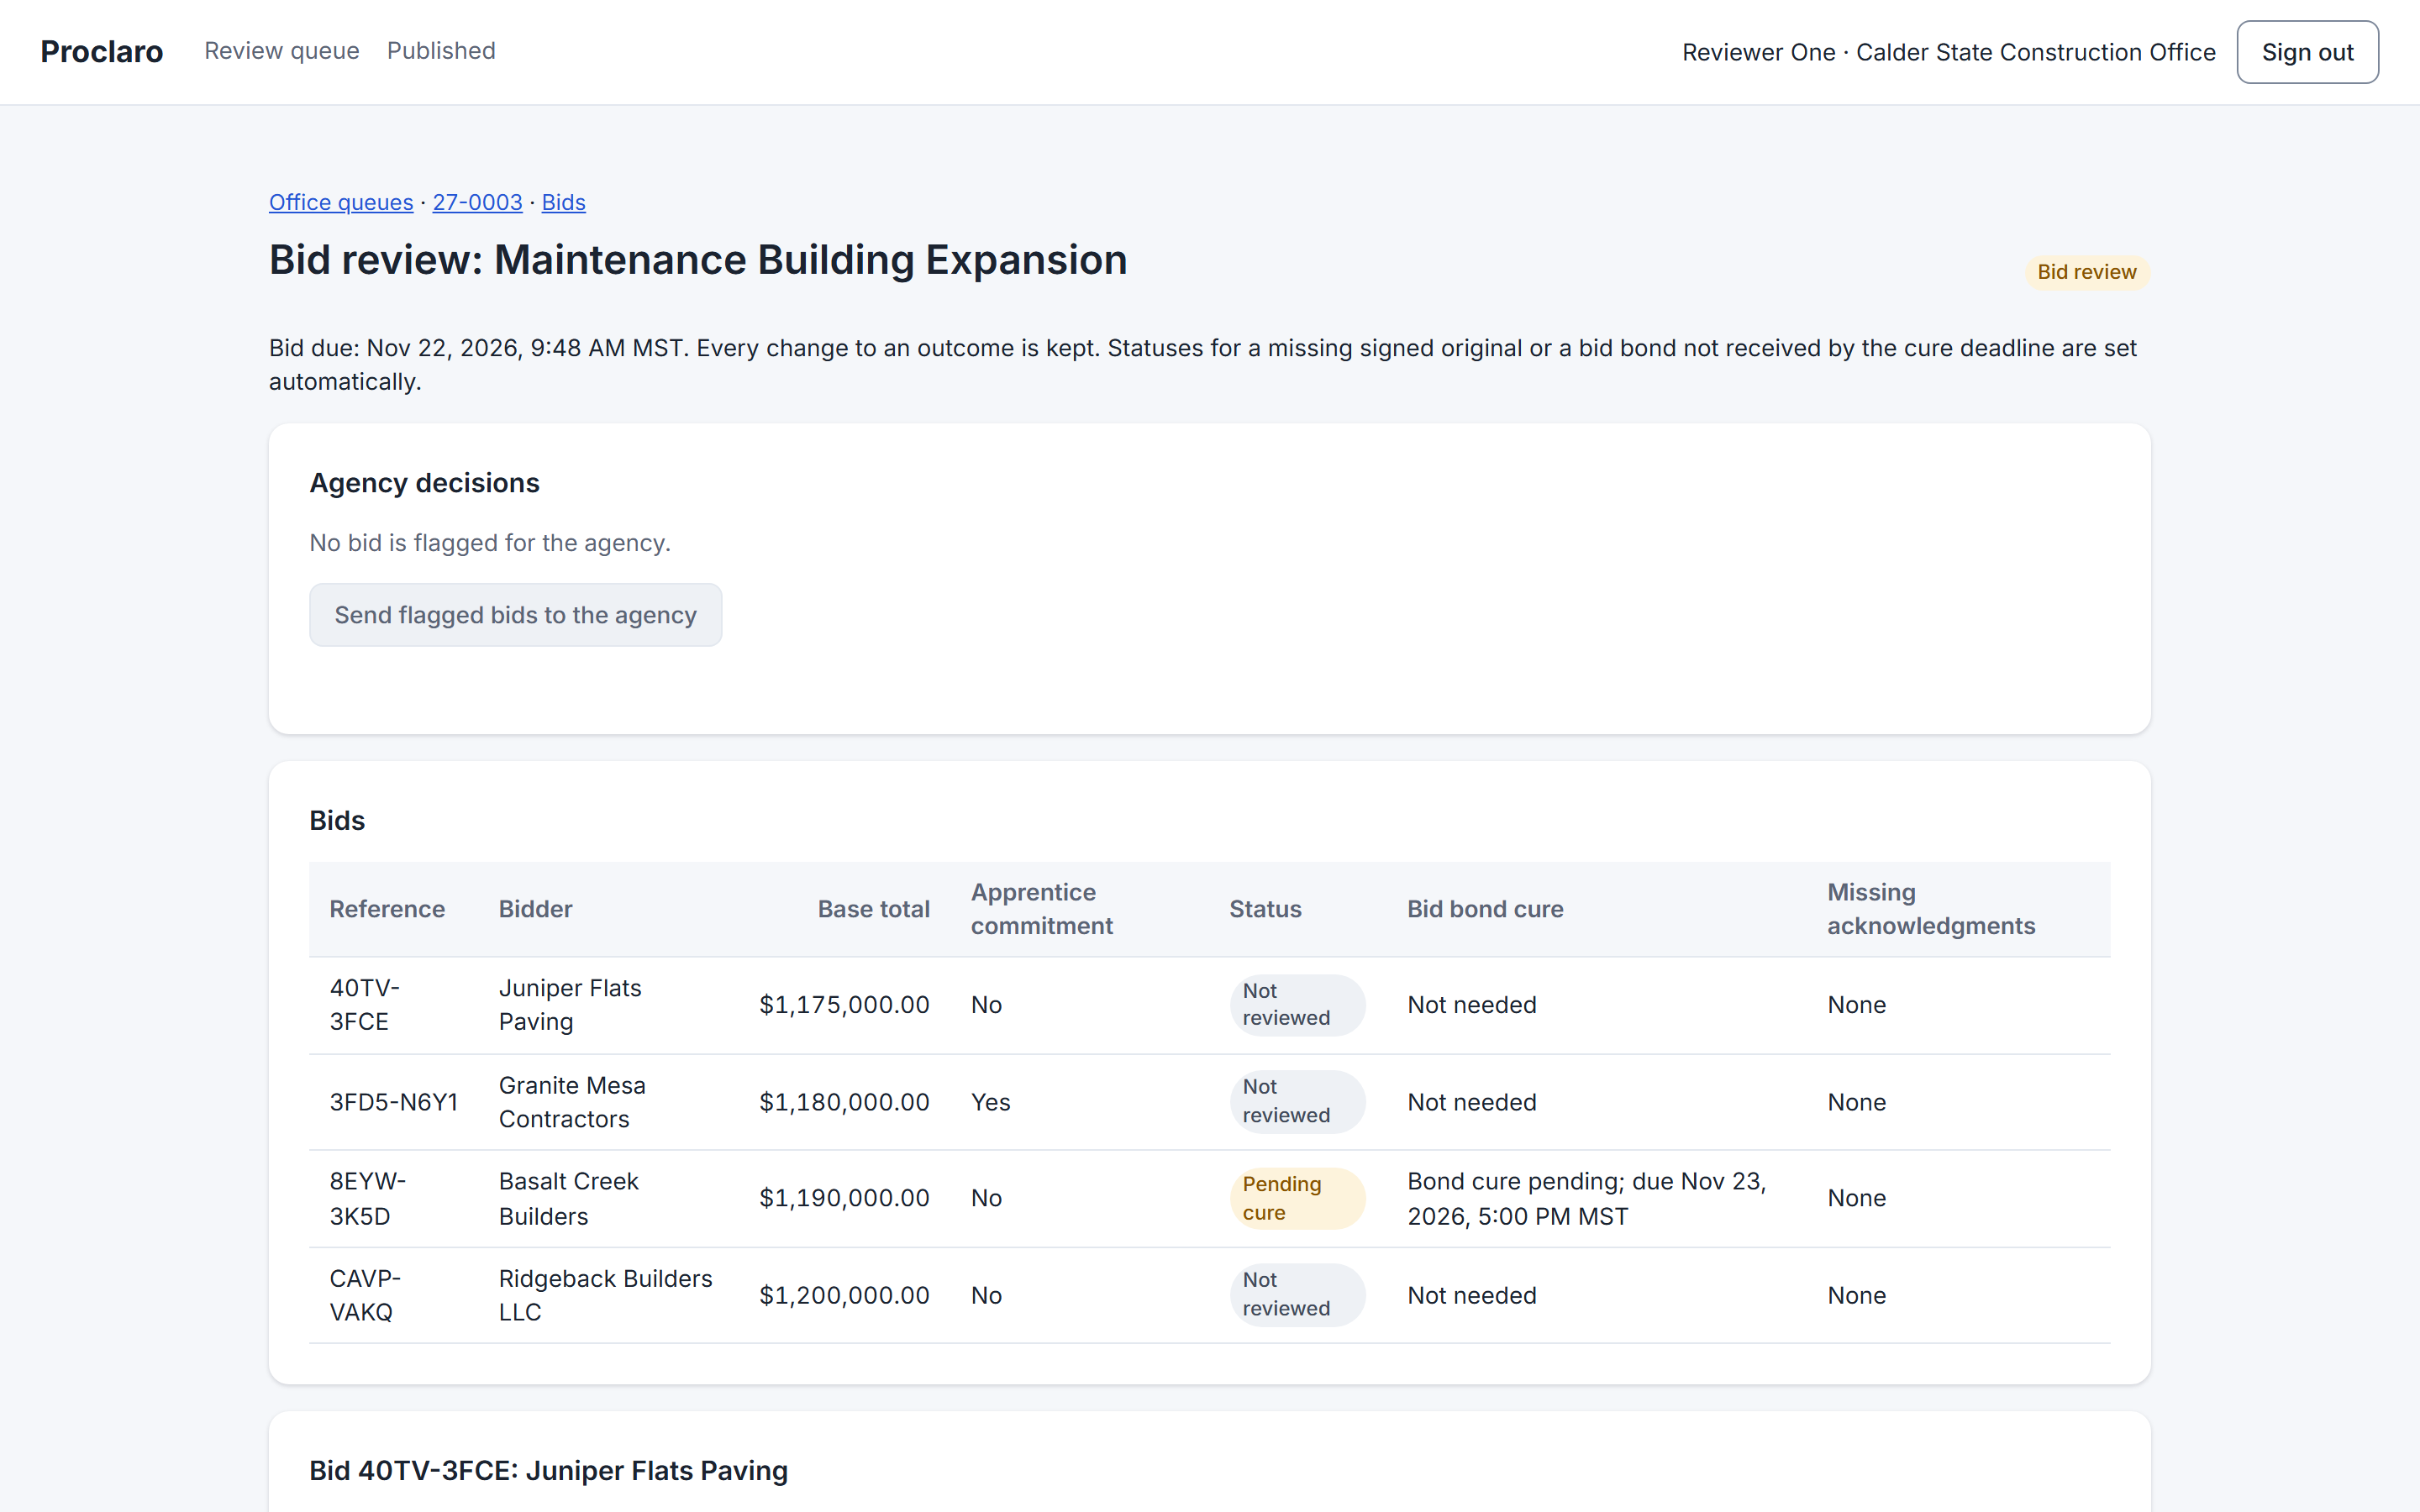 Proclaro Review queue Published Reviewer One · Calder State Construction Office Sign out
Office queues · 27-0003 · Bids
Bid review: Maintenance Building Expansion
Bid review
Bid due: Nov 22, 2026, 9:48 AM MST. Every change to an outcome is kept. Statuses for a missing signed original or a bid bond not received by the cure deadline are set
automatically.
Agency decisions
No bid is flagged for the agency.
Send flagged bids to the agency
Bids
Reference Bidder Base total Apprentice commitment Status Bid bond cure Missing acknowledgments
40TV-3FCE Juniper Flats Paving $1,175,000.00 No Not reviewed Not needed None
3FD5-N6Y1 Granite Mesa Contractors $1,180,000.00 Yes Not reviewed Not needed None
8EYW-3K5D Basalt Creek Builders $1,190,000.00 No Pending cure Bond cure pending; due Nov 23, 2026, 5:00 PM MST None
CAVP-VAKQ Ridgeback Builders LLC $1,200,000.00 No Not reviewed Not needed None
Bid 40TV-3FCE: Juniper Flats Paving